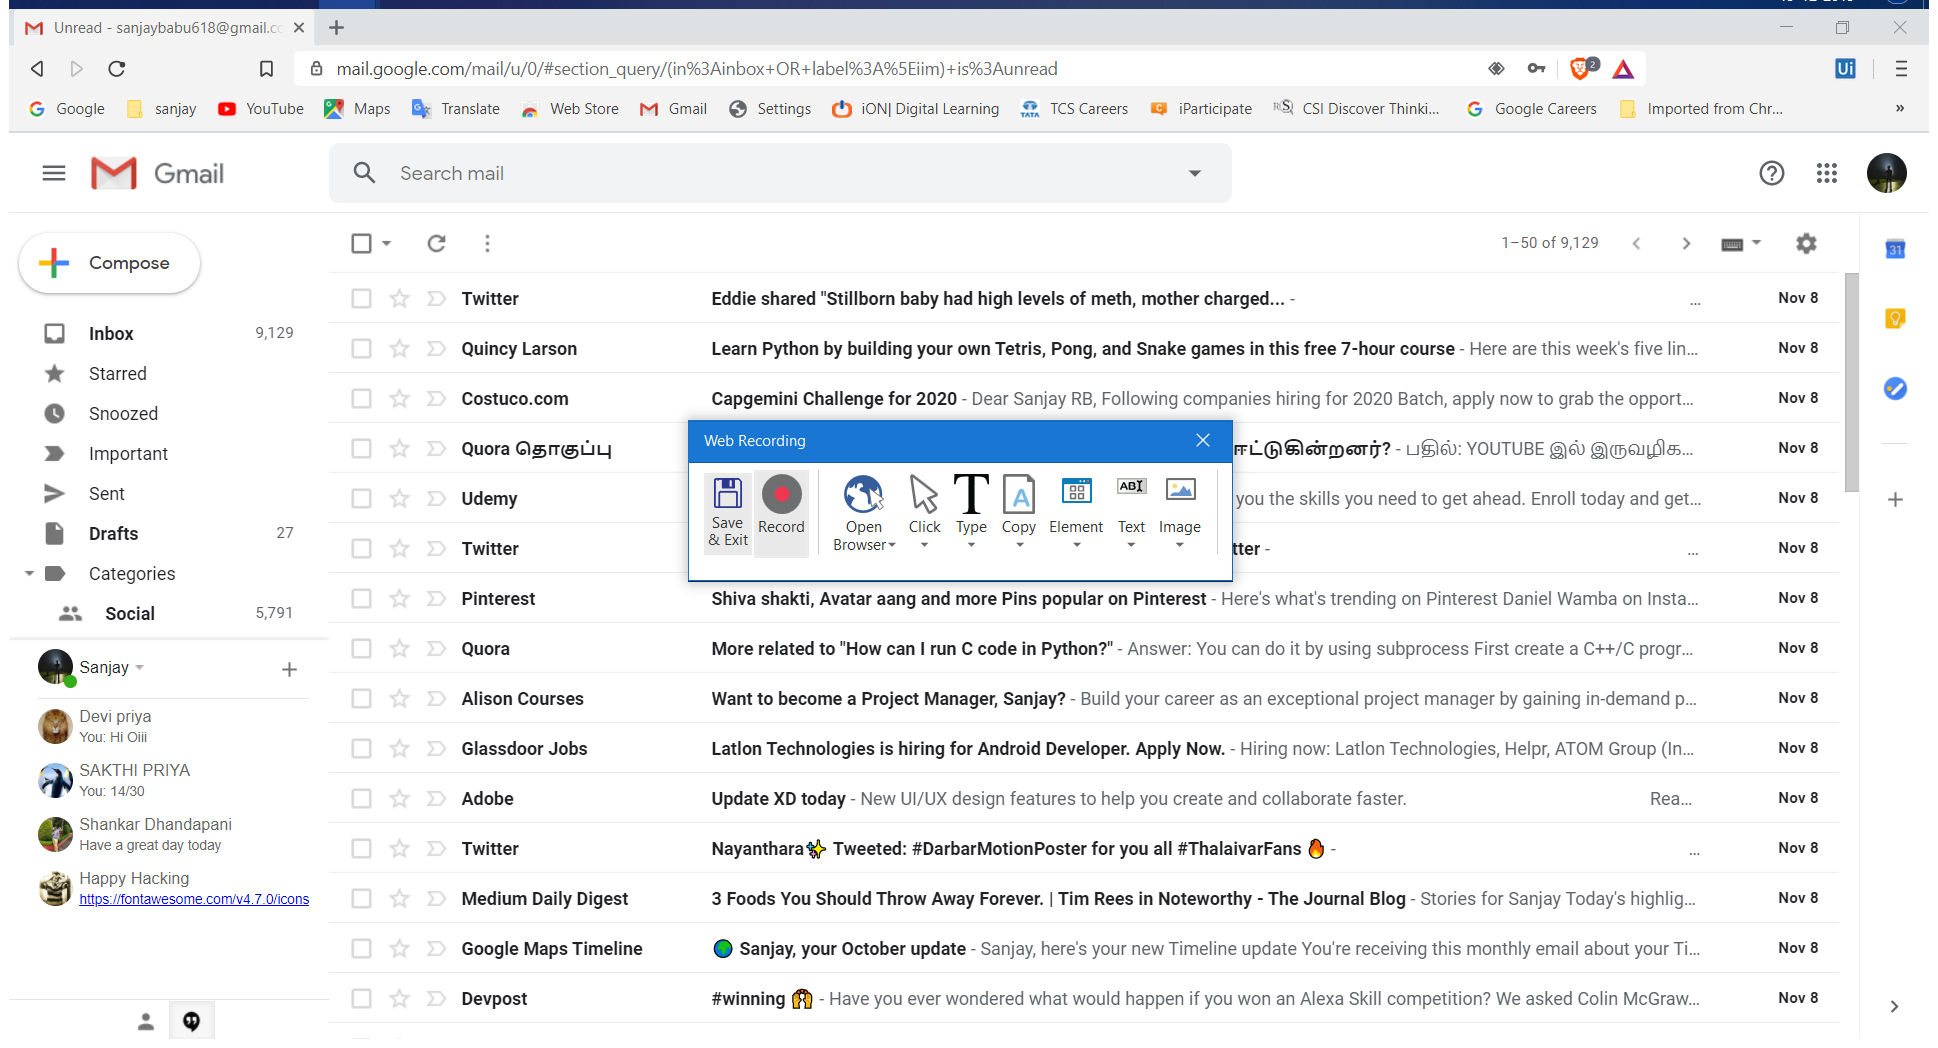 Unread - sanjaybabu618@gmail.c
mail.google.com/mail/u/0/#section_query/(in%3Ainbox+OR+label%3A%5Eiim)+is%3Aunread
2
Ui
Google sanjay YouTube Maps Translate Web Store Gmail Settings iON| Digital Learning TCS Careers iParticipate CSI Discover Thinki... Google Careers Imported from Chr... »
Gmail
Search mail
Compose
1–50 of 9,129
31
Inbox 9,129
Starred
Snoozed
Important
Sent
Drafts 27
Categories
Social 5,791
Sanjay
Devi priya
You: Hi Oiii
SAKTHI PRIYA
You: 14/30
Shankar Dhandapani
Have a great day today
Happy Hacking
https://fontawesome.com/v4.7.0/icons
Twitter Eddie shared "Stillborn baby had high levels of meth, mother charged... - ... Nov 8
Quincy Larson Learn Python by building your own Tetris, Pong, and Snake games in this free 7-hour course - Here are this week's five lin... Nov 8
Costuco.com Capgemini Challenge for 2020 - Dear Sanjay RB, Following companies hiring for 2020 Batch, apply now to grab the opport... Nov 8
Quora தொகுப்பு ஈட்டுகின்றனர்? - பதில்: YOUTUBE இல் இருவழிக... Nov 8
Udemy you the skills you need to get ahead. Enroll today and get... Nov 8
Twitter tter - ... Nov 8
Web Recording
Save & Exit
Record
Open Browser
Click
Type
Copy
Element
Text
Image
Pinterest Shiva shakti, Avatar aang and more Pins popular on Pinterest - Here's what's trending on Pinterest Daniel Wamba on Insta... Nov 8
Quora More related to "How can I run C code in Python?" - Answer: You can do it by using subprocess First create a C++/C progr... Nov 8
Alison Courses Want to become a Project Manager, Sanjay? - Build your career as an exceptional project manager by gaining in-demand p... Nov 8
Glassdoor Jobs Latlon Technologies is hiring for Android Developer. Apply Now. - Hiring now: Latlon Technologies, Helpr, ATOM Group (In... Nov 8
Adobe Update XD today - New UI/UX design features to help you create and collaborate faster. Rea... Nov 8
Twitter Nayanthara✨ Tweeted: #DarbarMotionPoster for you all #ThalaivarFans 🔥 - ... Nov 8
Medium Daily Digest 3 Foods You Should Throw Away Forever. | Tim Rees in Noteworthy - The Journal Blog - Stories for Sanjay Today's highlig... Nov 8
Google Maps Timeline 🌍 Sanjay, your October update - Sanjay, here's your new Timeline update You're receiving this monthly email about your Ti... Nov 8
Devpost #winning 🙌 - Have you ever wondered what would happen if you won an Alexa Skill competition? We asked Colin McGraw... Nov 8